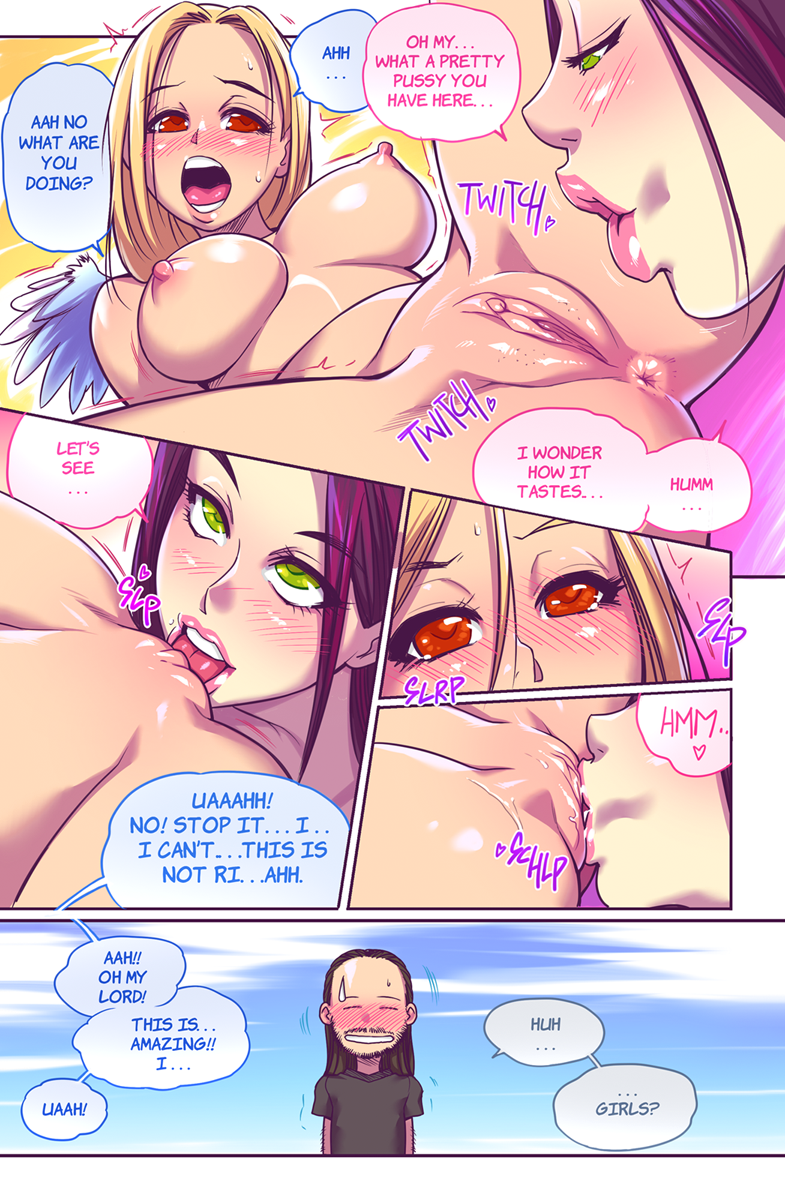 AHH
...
OH MY...
WHAT A PRETTY
PUSSY YOU
HAVE HERE...
AAH NO
WHAT ARE
YOU
DOING?
TWITCH
TWITCH
I WONDER
HOW IT
TASTES...
HUMM
...
LET'S
SEE
...
SLP
SLRP
SLP
HMM..
SCHLP
UAAAHH!
NO! STOP IT...I..
I CAN'T...THIS IS
NOT RI...AHH.
AAH!!
OH MY
LORD!
THIS IS...
AMAZING!!
I...
UAAH!
HUH
...
...
GIRLS?